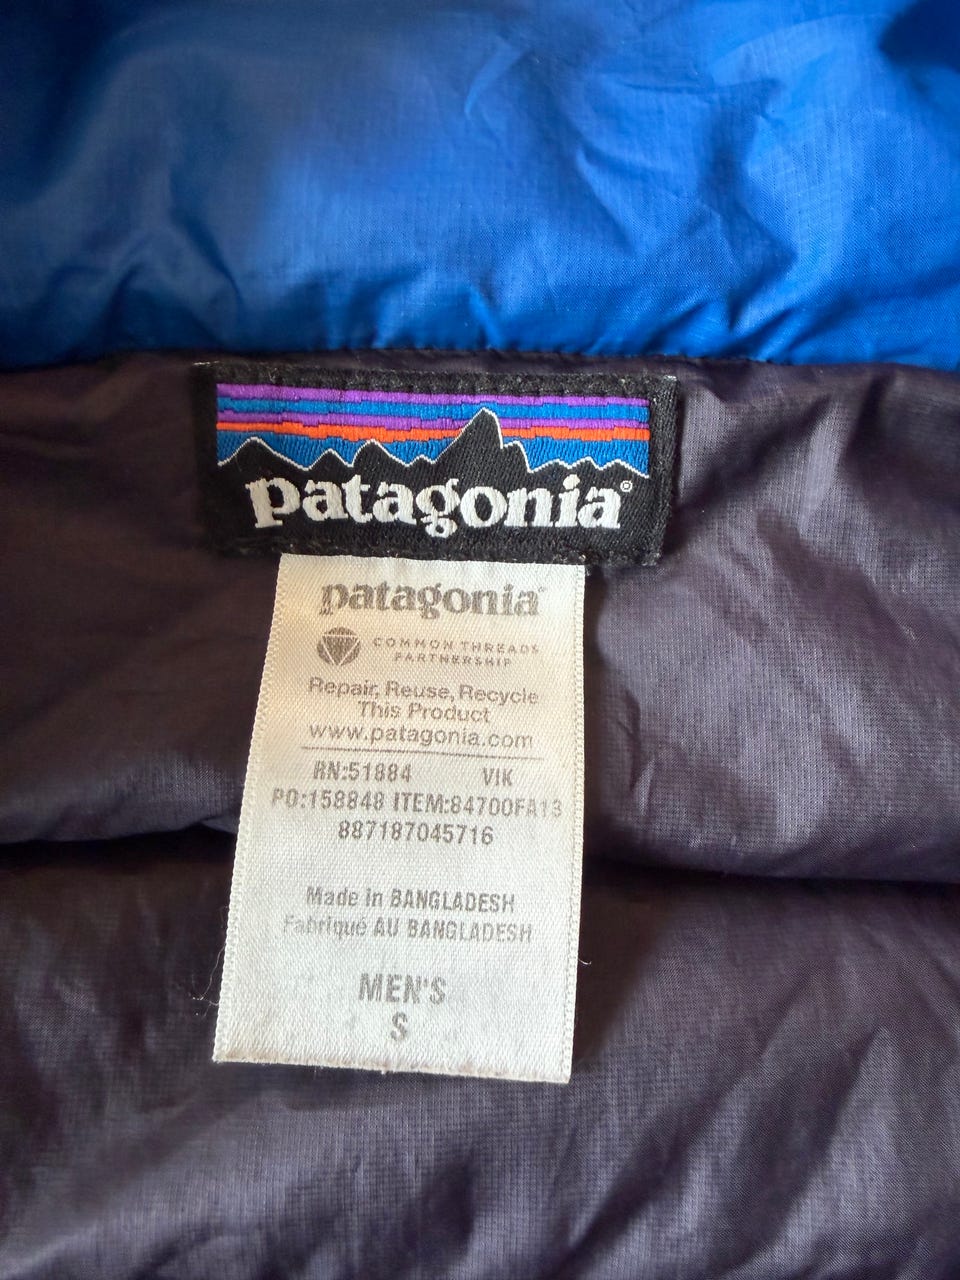 patagonia®
patagonia
COMMON THREADS
PARTNERSHIP
Repair, Reuse, Recycle
This Product
www.patagonia.com
RN:51884 VIK
PO:158848 ITEM:84700FA13
887187045716
Made in BANGLADESH
Fabriqué AU BANGLADESH
MEN'S
S